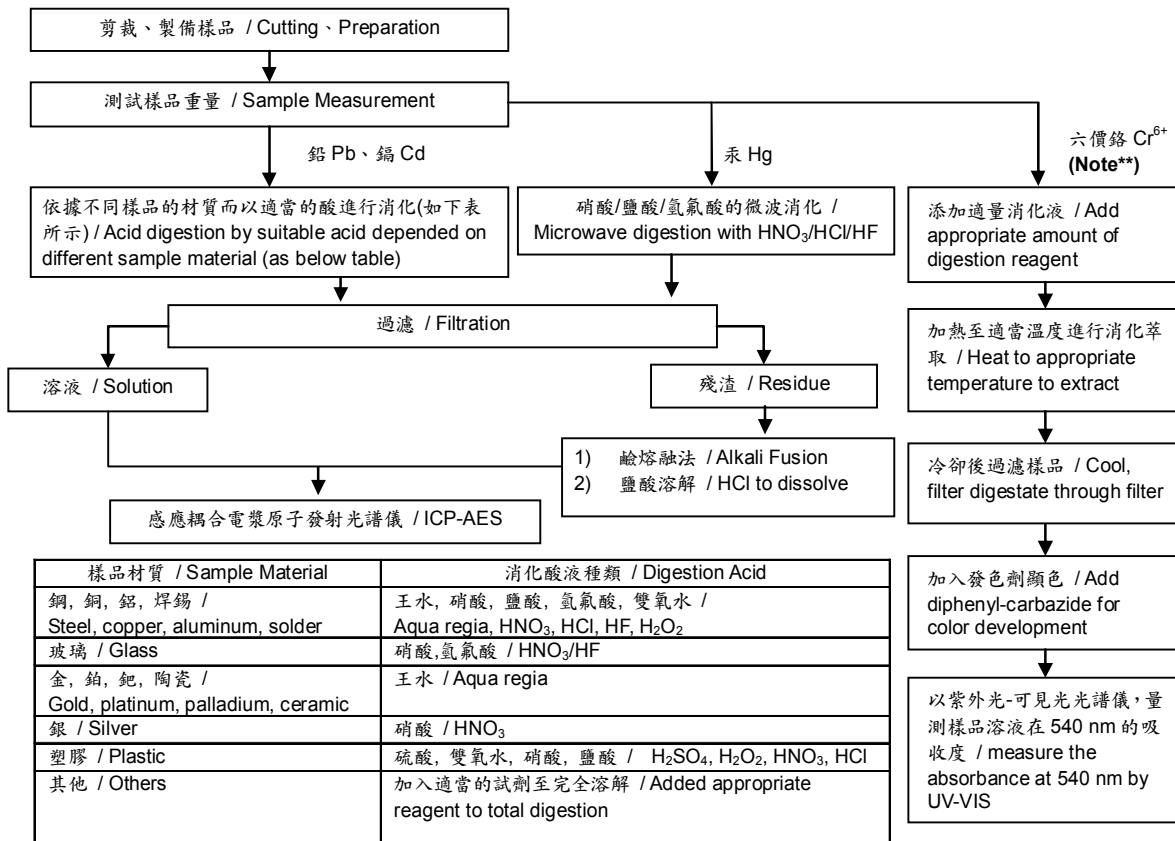 剪裁、製備樣品 / Cutting、Preparation
測試樣品重量 / Sample Measurement
鉛 Pb、鎘 Cd
汞 Hg
六價鉻 Cr⁶⁺
(Note**)
依據不同樣品的材質而以適當的酸進行消化(如下表
所示) / Acid digestion by suitable acid depended on
different sample material (as below table)
硝酸/鹽酸/氫氟酸的微波消化 /
Microwave digestion with HNO₃/HCl/HF
添加適量消化液 / Add
appropriate amount of
digestion reagent
過濾 / Filtration
加熱至適當溫度進行消化萃
取 / Heat to appropriate
temperature to extract
溶液 / Solution
殘渣 / Residue
1) 鹼熔融法 / Alkali Fusion
2) 鹽酸溶解 / HCl to dissolve
冷卻後過濾樣品 / Cool,
filter digestate through filter
感應耦合電漿原子發射光譜儀 / ICP-AES
加入發色劑顯色 / Add
diphenyl-carbazide for
color development
以紫外光-可見光光譜儀,量
測樣品溶液在 540 nm 的吸
收度 / measure the
absorbance at 540 nm by
UV-VIS
樣品材質 / Sample Material 消化酸液種類 / Digestion Acid
鋼, 銅, 鋁, 焊錫 / 王水, 硝酸, 鹽酸, 氫氟酸, 雙氧水 /
Steel, copper, aluminum, solder Aqua regia, HNO₃, HCl, HF, H₂O₂
玻璃 / Glass 硝酸,氫氟酸 / HNO₃/HF
金, 鉑, 鈀, 陶瓷 / 王水 / Aqua regia
Gold, platinum, palladium, ceramic
銀 / Silver 硝酸 / HNO₃
塑膠 / Plastic 硫酸, 雙氧水, 硝酸, 鹽酸 / H₂SO₄, H₂O₂, HNO₃, HCl
其他 / Others 加入適當的試劑至完全溶解 / Added appropriate
reagent to total digestion